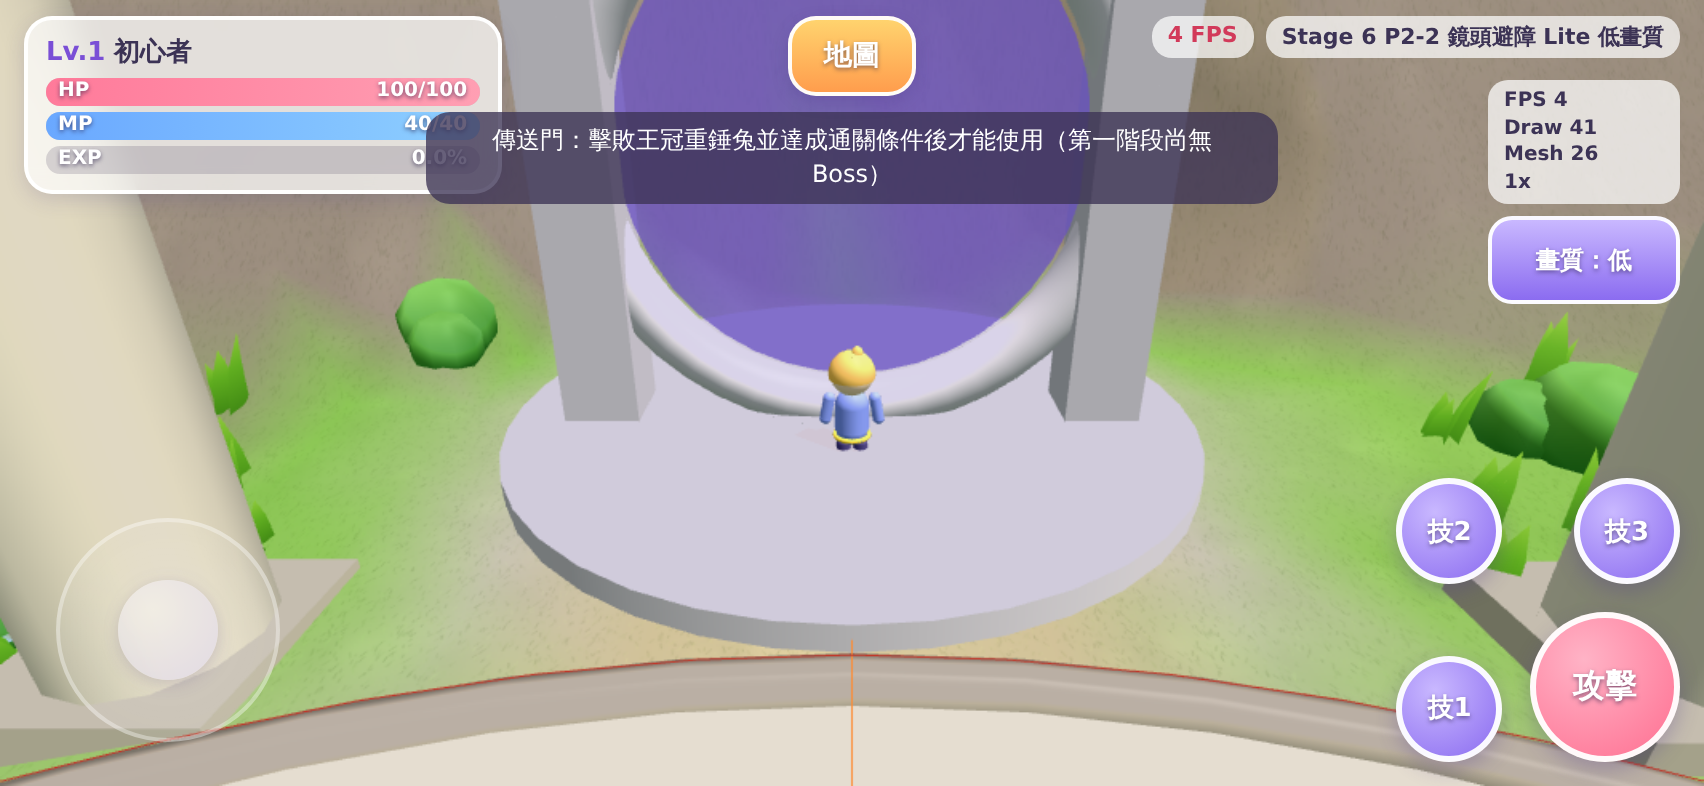 Lv.1 初心者
HP 100/100
MP 40/40
EXP 0.0%
地圖
傳送門：擊敗王冠重錘兔並達成通關條件後才能使用（第一階段尚無
Boss）
4 FPS
Stage 6 P2-2 鏡頭避障 Lite 低畫質
FPS 4
Draw 41
Mesh 26
1x
畫質：低
技2
技3
技1
攻擊